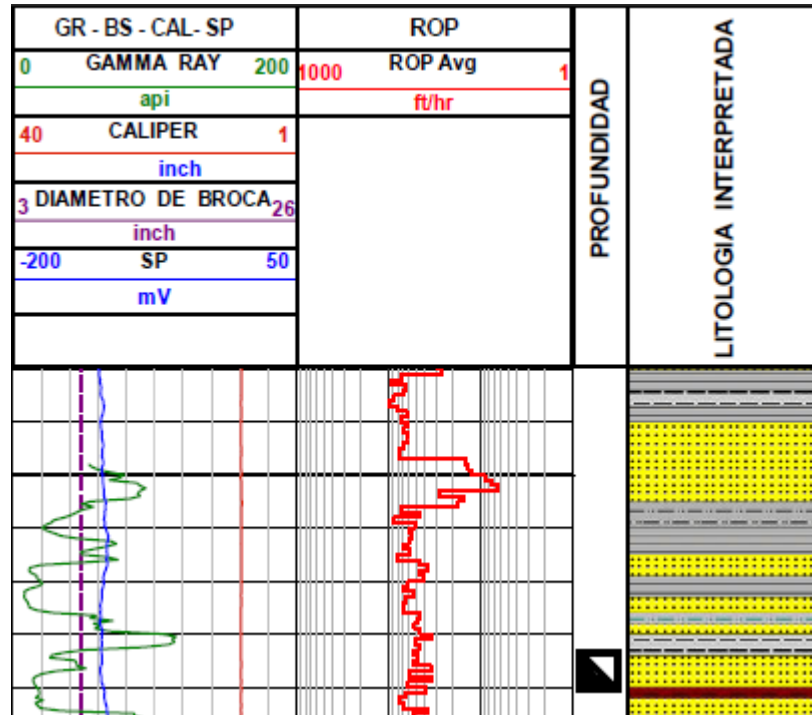 GR - BS - CAL- SP
0 GAMMA RAY 200
api
40 CALIPER 1
inch
3 DIAMETRO DE BROCA 26
inch
-200 SP 50
mV
ROP
1000 ROP Avg 1
ft/hr
PROFUNDIDAD
LITOLOGIA INTERPRETADA